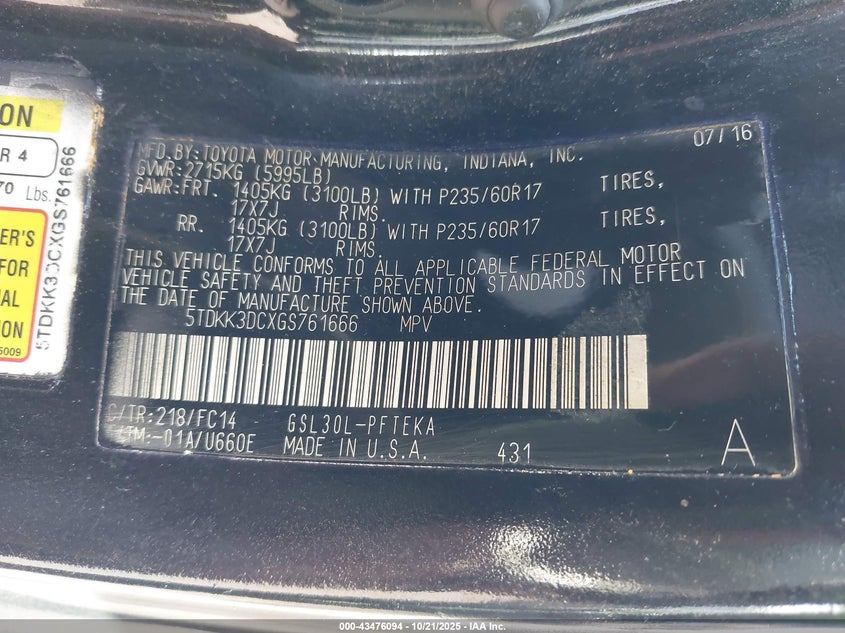 ON
R 4
70 Lbs.
ER'S
FOR
AL
ION
5009
5TDKK3DCXGS761666
MFD. BY: TOYOTA MOTOR MANUFACTURING, INDIANA, INC. 07/16
GVWR: 2715KG (5995LB)
GAWR: FRT. 1405KG (3100LB) WITH P235/60R17 TIRES,
17X7J RIMS.
RR. 1405KG (3100LB) WITH P235/60R17 TIRES,
17X7J RIMS.
THIS VEHICLE CONFORMS TO ALL APPLICABLE FEDERAL MOTOR
VEHICLE SAFETY AND THEFT PREVENTION STANDARDS IN EFFECT ON
THE DATE OF MANUFACTURE SHOWN ABOVE.
5TDKK3DCXGS761666 MPV
C/TR: 218/FC14 GSL30L-PFTEKA
/TM: -01A/U660E MADE IN U.S.A. 431 A
000-43476094 - 10/21/2025 - IAA Inc.